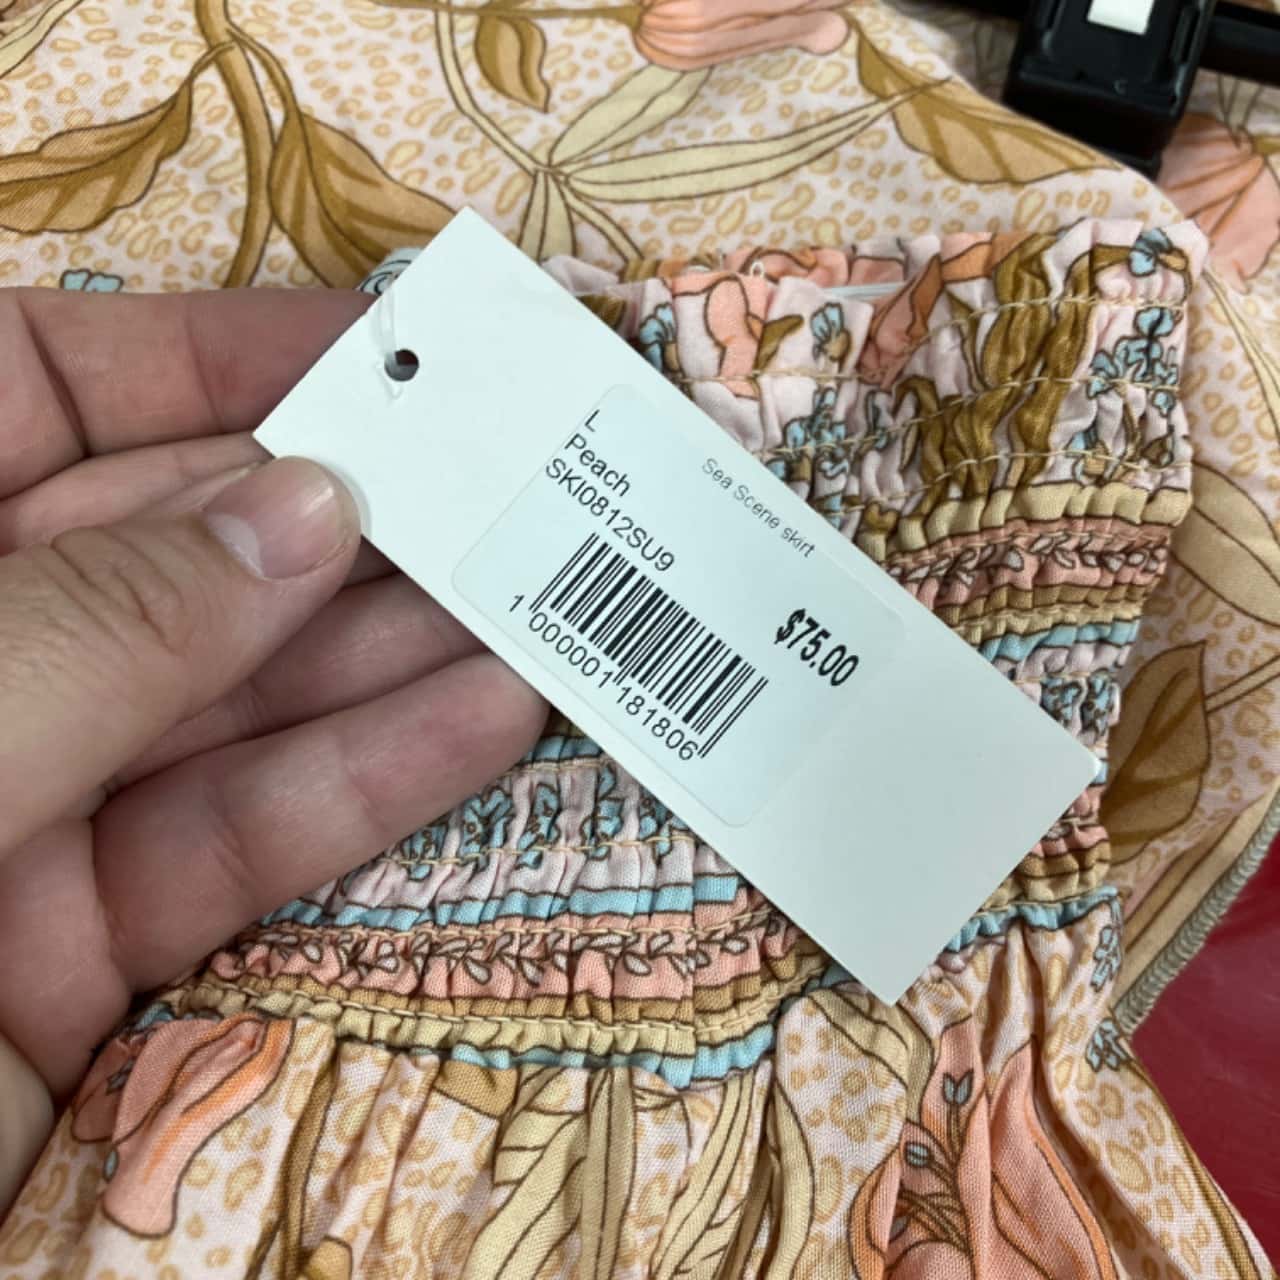 L
Peach
SKI0812SU9
Sea Scene skirt
$75.00
1 000001 181806